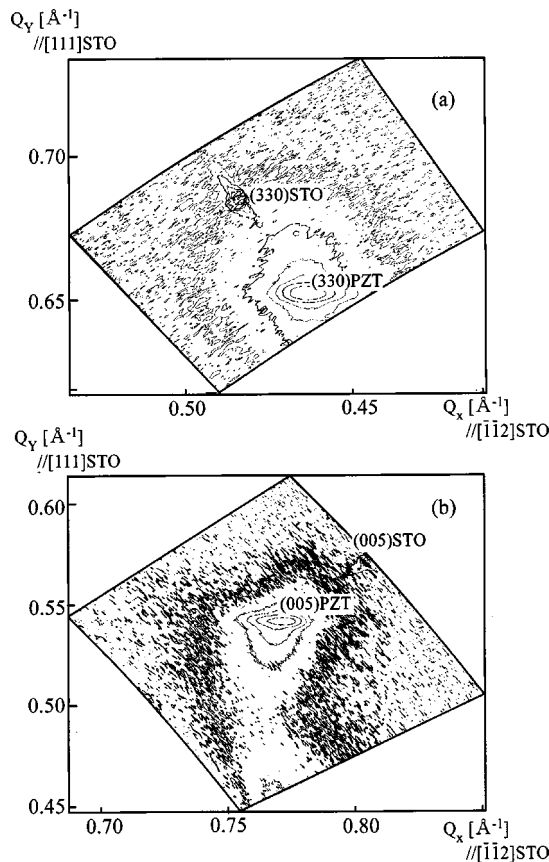 Q_Y [Å⁻¹]
//[111]STO
(a)
0.70
(330)STO
(330)PZT
0.65
0.50 0.45
Q_x [Å⁻¹]
//[1̄1̄2]STO
Q_Y [Å⁻¹]
//[111]STO
0.60
(b)
(005)STO
0.55
(005)PZT
0.50
0.45
0.70 0.75 0.80
Q_x [Å⁻¹]
//[1̄1̄2]STO